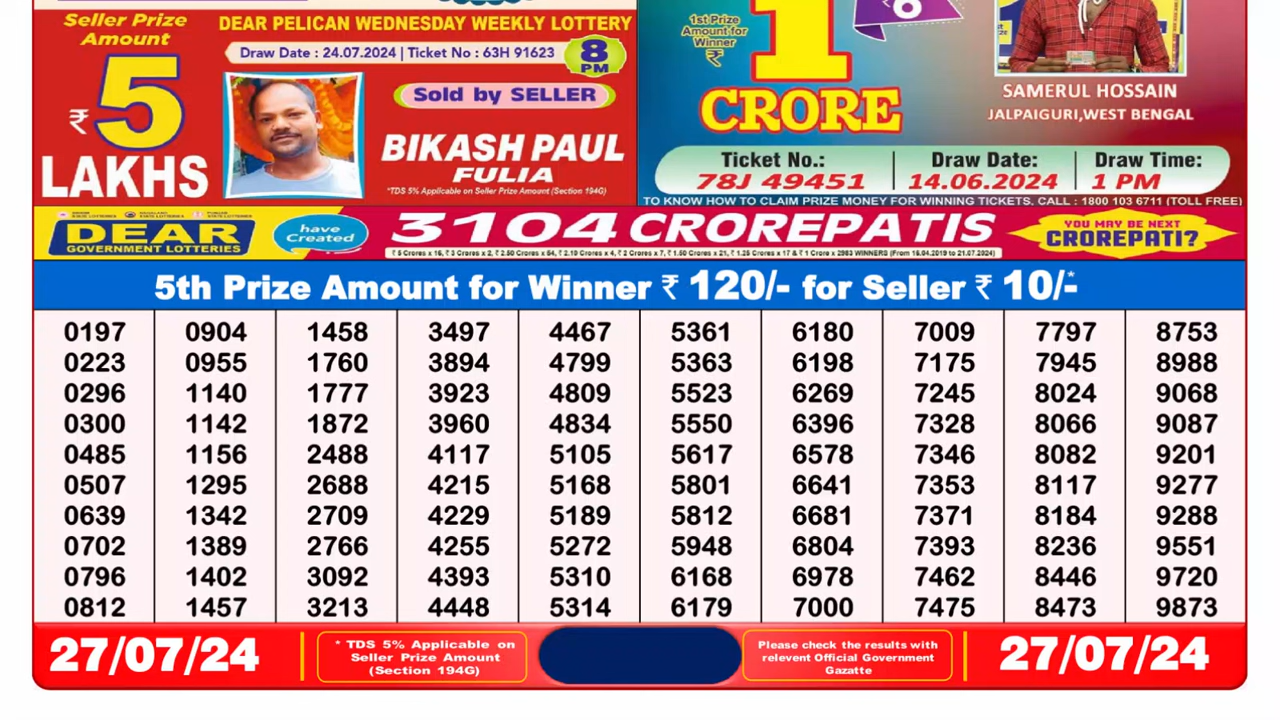 Seller Prize
Amount
₹ 5
LAKHS
DEAR PELICAN WEDNESDAY WEEKLY LOTTERY
Draw Date : 24.07.2024 | Ticket No : 63H 91623
8
PM
Sold by SELLER
BIKASH PAUL
FULIA
*TDS 5% Applicable on Seller Prize Amount (Section 194G)
1st Prize
Amount for
Winner
₹
1
CRORE
SAMERUL HOSSAIN
JALPAIGURI,WEST BENGAL
Ticket No.: Draw Date: Draw Time:
78J 49451 14.06.2024 1 PM
TO KNOW HOW TO CLAIM PRIZE MONEY FOR WINNING TICKETS, CALL : 1800 103 6711 (TOLL FREE)
DEAR
GOVERNMENT LOTTERIES
have
Created
3104 CROREPATIS
YOU MAY BE NEXT
CROREPATI?
5th Prize Amount for Winner ₹ 120/- for Seller ₹ 10/-*
0197 0904 1458 3497 4467 5361 6180 7009 7797 8753
0223 0955 1760 3894 4799 5363 6198 7175 7945 8988
0296 1140 1777 3923 4809 5523 6269 7245 8024 9068
0300 1142 1872 3960 4834 5550 6396 7328 8066 9087
0485 1156 2488 4117 5105 5617 6578 7346 8082 9201
0507 1295 2688 4215 5168 5801 6641 7353 8117 9277
0639 1342 2709 4229 5189 5812 6681 7371 8184 9288
0702 1389 2766 4255 5272 5948 6804 7393 8236 9551
0796 1402 3092 4393 5310 6168 6978 7462 8446 9720
0812 1457 3213 4448 5314 6179 7000 7475 8473 9873
27/07/24
* TDS 5% Applicable on
Seller Prize Amount
(Section 194G)
Please check the results with
relevent Official Government
Gazatte
27/07/24